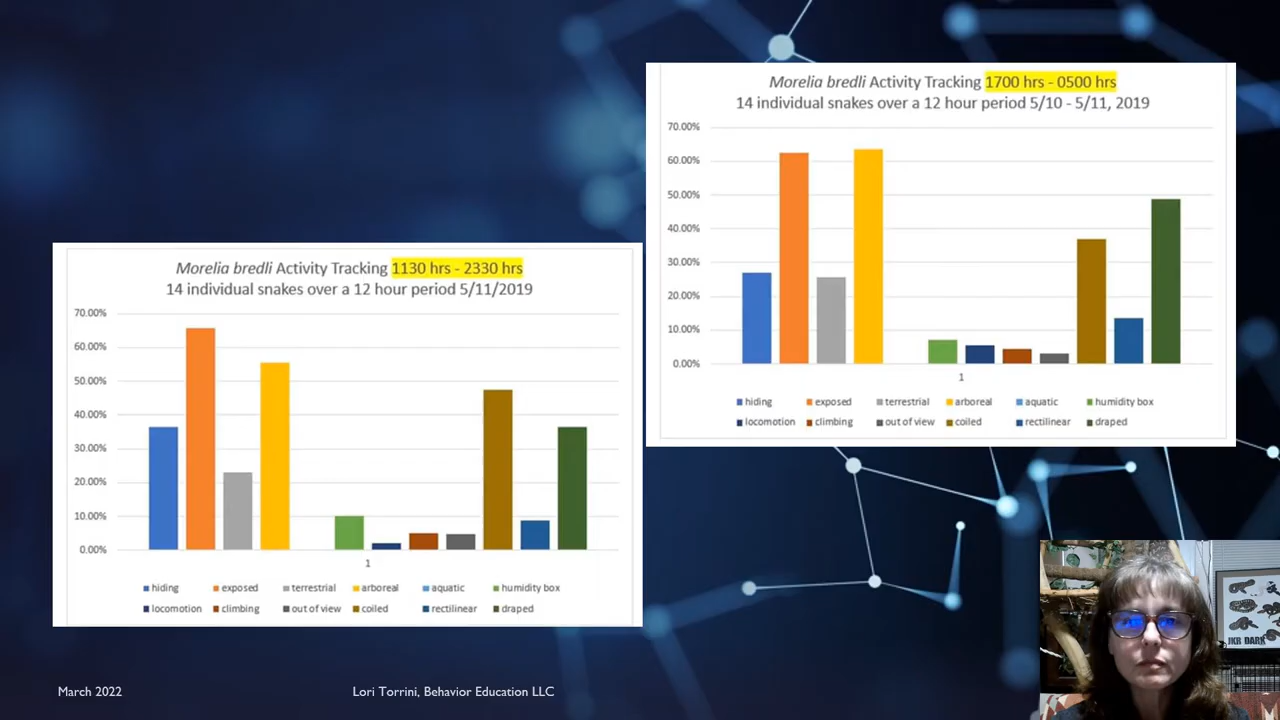 Morelia bredli Activity Tracking 1130 hrs - 2330 hrs
14 individual snakes over a 12 hour period 5/11/2019
70.00%
60.00%
50.00%
40.00%
30.00%
20.00%
10.00%
0.00%
1
hiding exposed terrestrial arboreal aquatic humidity box
locomotion climbing out of view coiled rectilinear draped
Morelia bredli Activity Tracking 1700 hrs - 0500 hrs
14 individual snakes over a 12 hour period 5/10 - 5/11, 2019
70.00%
60.00%
50.00%
40.00%
30.00%
20.00%
10.00%
0.00%
1
hiding exposed terrestrial arboreal aquatic humidity box
locomotion climbing out of view coiled rectilinear draped
March 2022
Lori Torrini, Behavior Education LLC
DARK